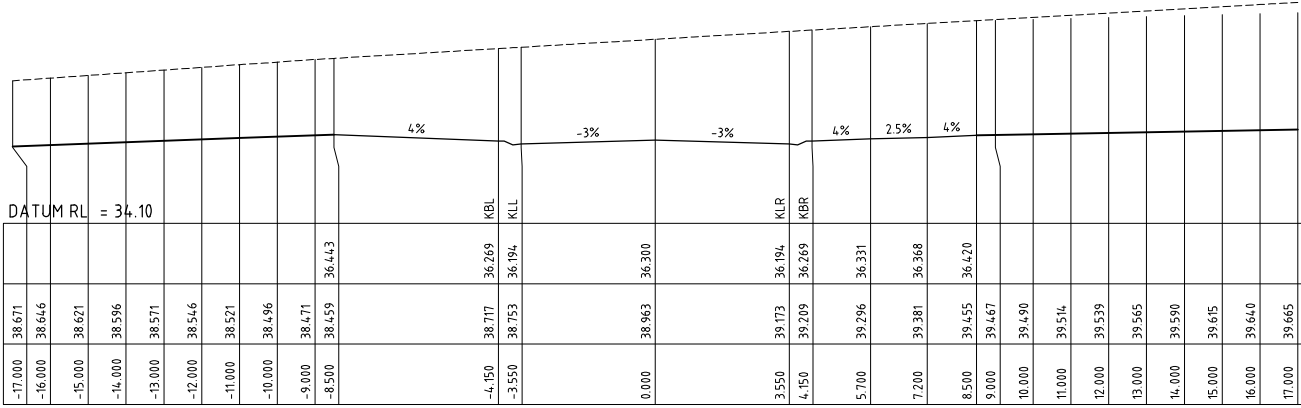 4% -3% -3% 4% 2.5% 4%
DATUM RL = 34.10
KBL KLL KLR KBR
36.443 36.269 36.194 36.300 36.194 36.269 36.331 36.368 36.420
38.671 38.646 38.621 38.596 38.571 38.546 38.521 38.496 38.471 38.459 38.717 38.753 38.963 39.173 39.209 39.296 39.381 39.455 39.467 39.490 39.514 39.539 39.565 39.590 39.615 39.640 39.665
-17.000 -16.000 -15.000 -14.000 -13.000 -12.000 -11.000 -10.000 -9.000 -8.500 -4.150 -3.550 0.000 3.550 4.150 5.700 7.200 8.500 9.000 10.000 11.000 12.000 13.000 14.000 15.000 16.000 17.000